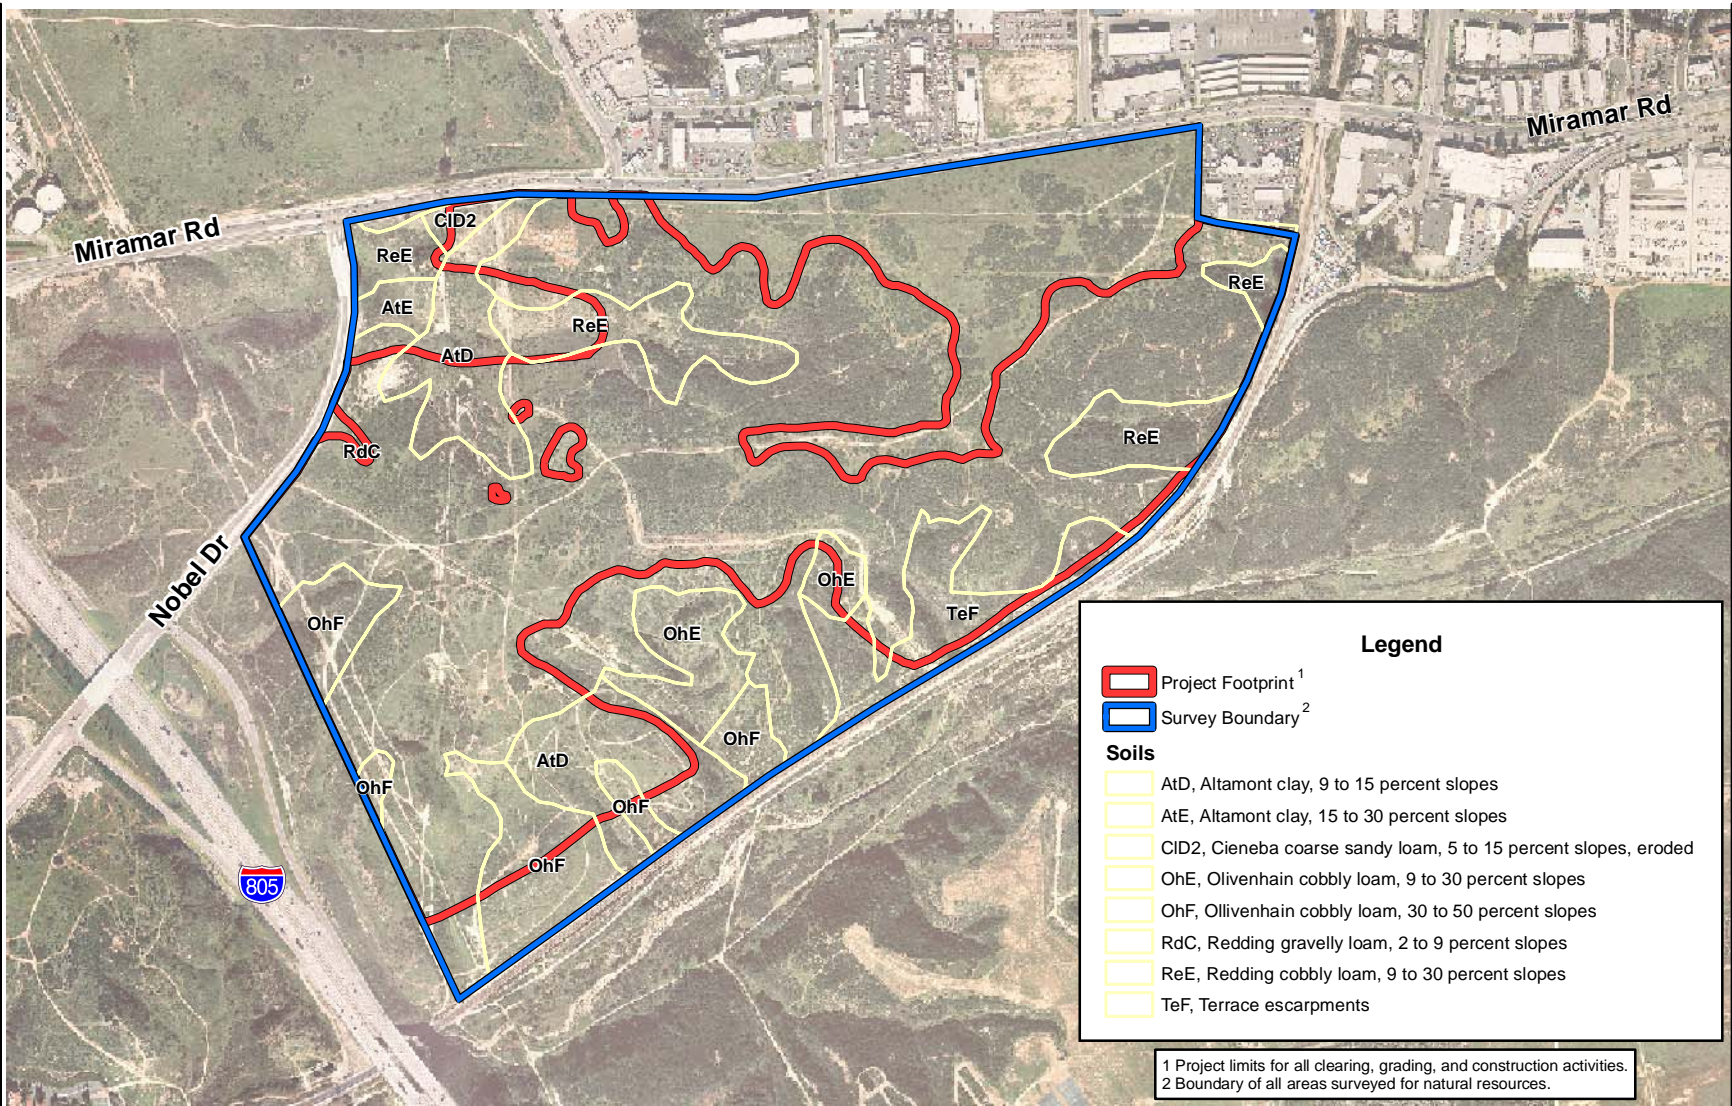 Miramar Rd
Miramar Rd
ClD2
ReE
ReE
AtE
ReE
AtD
ReE
RdC
Nobel Dr
OhE
TeF
OhF
OhE
OhF
AtD
OhF
OhF
OhF
805
Legend
Project Footprint 1
Survey Boundary 2
Soils
AtD, Altamont clay, 9 to 15 percent slopes
AtE, Altamont clay, 15 to 30 percent slopes
ClD2, Cieneba coarse sandy loam, 5 to 15 percent slopes, eroded
OhE, Olivenhain cobbly loam, 9 to 30 percent slopes
OhF, Ollivenhain cobbly loam, 30 to 50 percent slopes
RdC, Redding gravelly loam, 2 to 9 percent slopes
ReE, Redding cobbly loam, 9 to 30 percent slopes
TeF, Terrace escarpments
1 Project limits for all clearing, grading, and construction activities.
2 Boundary of all areas surveyed for natural resources.